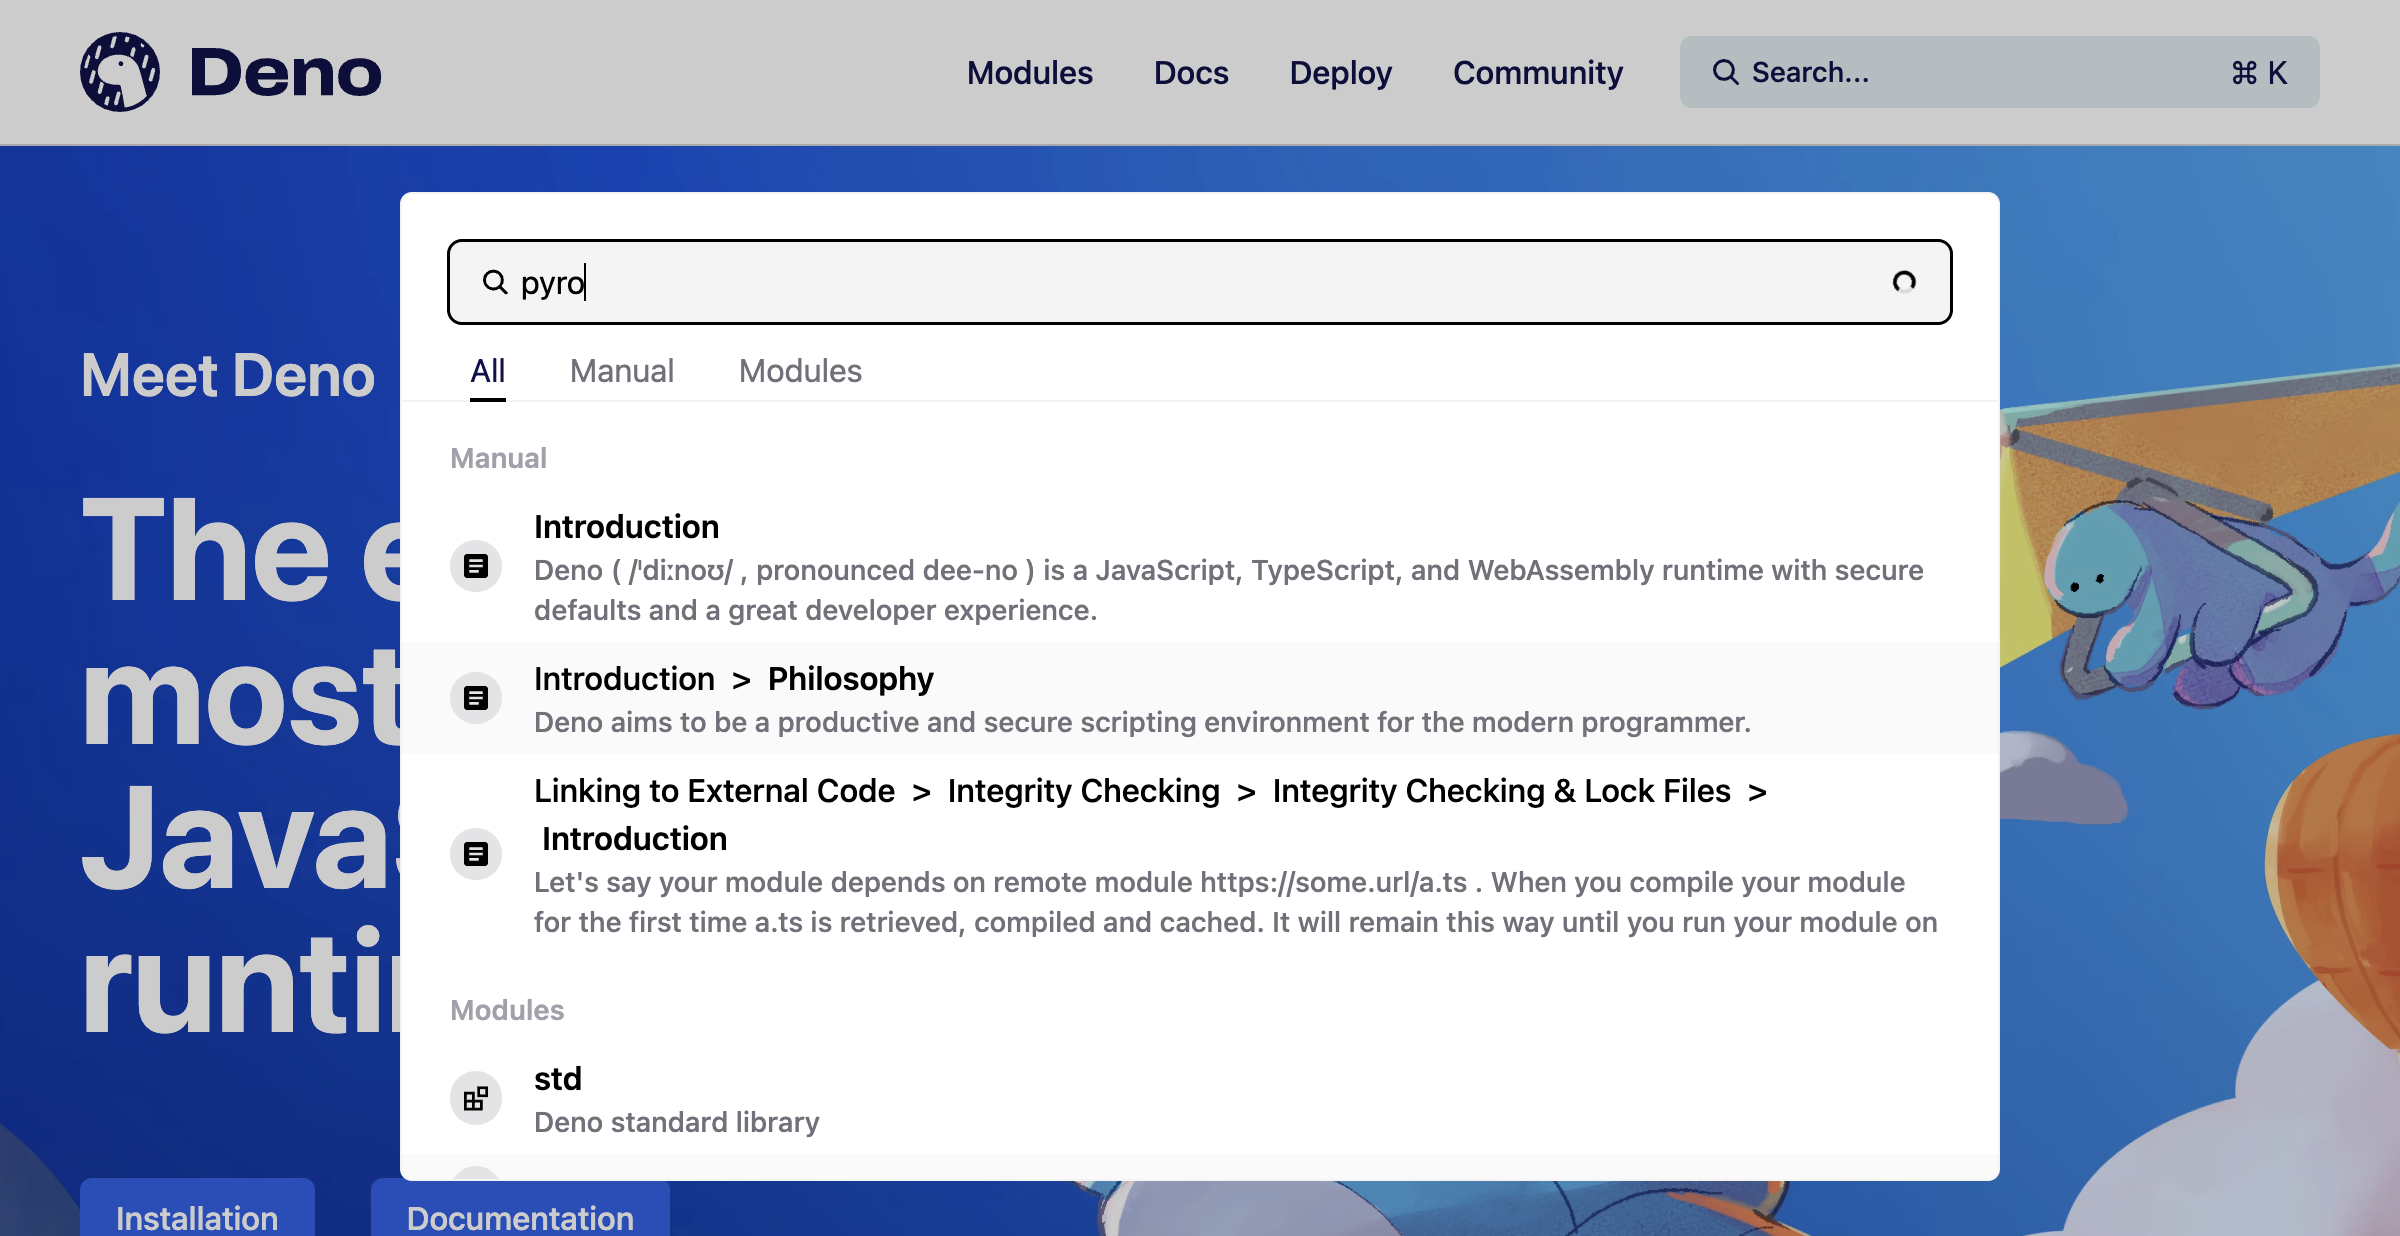 Deno
Modules
Docs
Deploy
Community
Search...
⌘ K
pyro
All
Manual
Modules
Manual
Introduction
Deno ( /ˈdiːnoʊ/ , pronounced dee-no ) is a JavaScript, TypeScript, and WebAssembly runtime with secure
defaults and a great developer experience.
Introduction > Philosophy
Deno aims to be a productive and secure scripting environment for the modern programmer.
Linking to External Code > Integrity Checking > Integrity Checking & Lock Files >
Introduction
Let's say your module depends on remote module https://some.url/a.ts . When you compile your module
for the first time a.ts is retrieved, compiled and cached. It will remain this way until you run your module on
Modules
std
Deno standard library
Meet Deno
The
most
Installation
Documentation